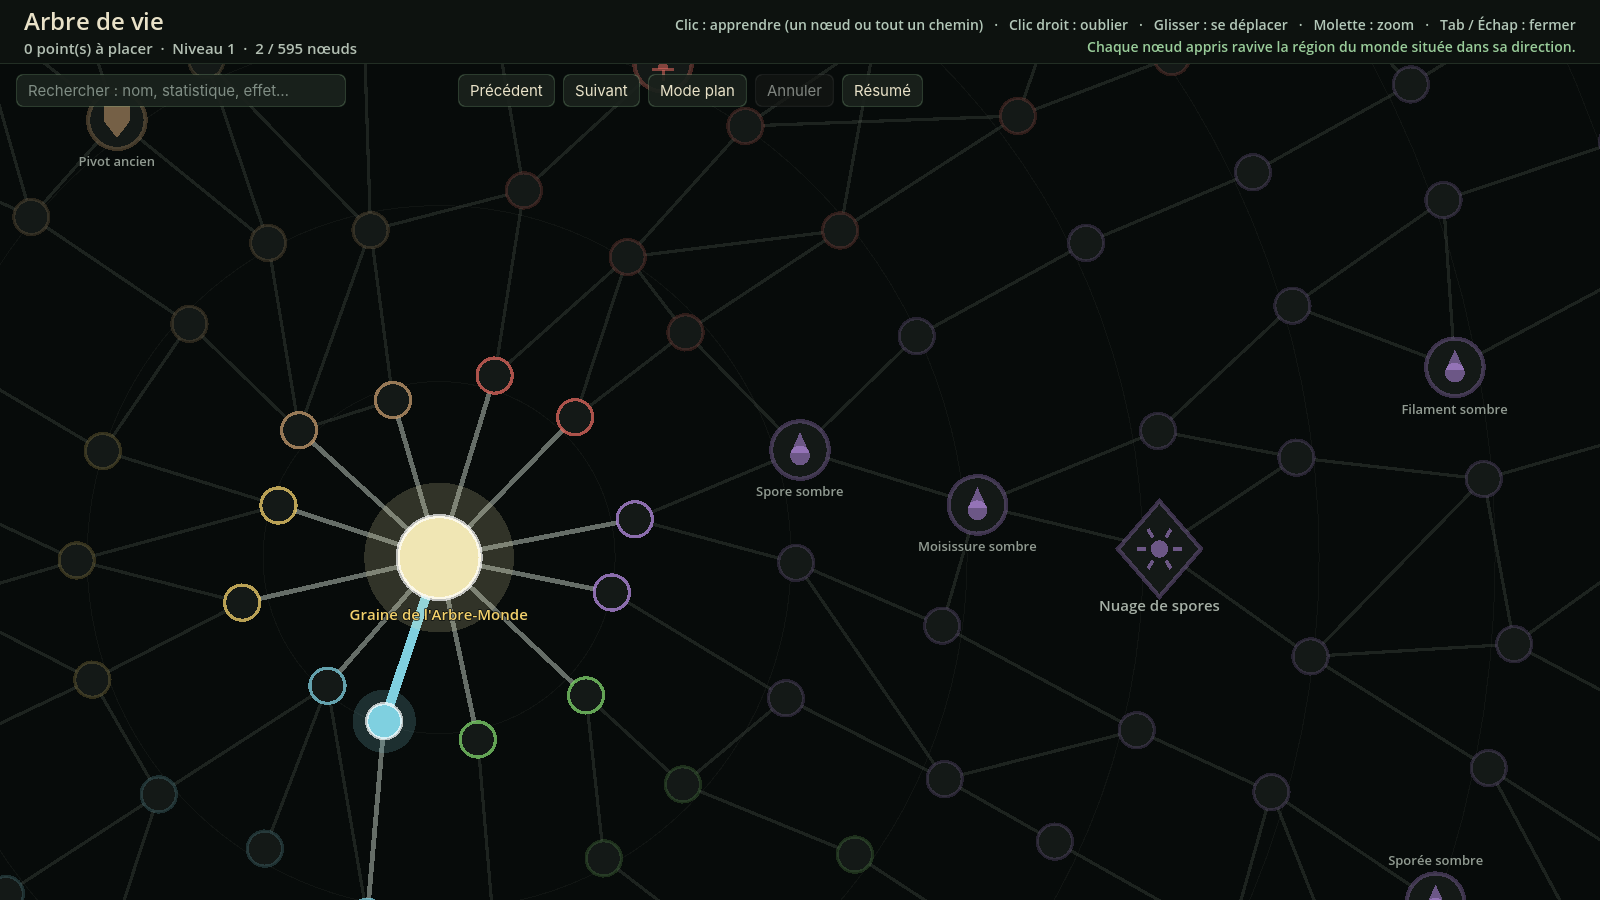 Arbre de vie
0 point(s) à placer · Niveau 1 · 2 / 595 nœuds
Clic : apprendre (un nœud ou tout un chemin) · Clic droit : oublier · Glisser : se déplacer · Molette : zoom · Tab / Échap : fermer
Chaque nœud appris ravive la région du monde située dans sa direction.
Rechercher : nom, statistique, effet...
Précédent
Suivant
Mode plan
Annuler
Résumé
Pivot ancien
Filament sombre
Spore sombre
Moisissure sombre
Nuage de spores
Graine de l'Arbre-Monde
Sporée sombre